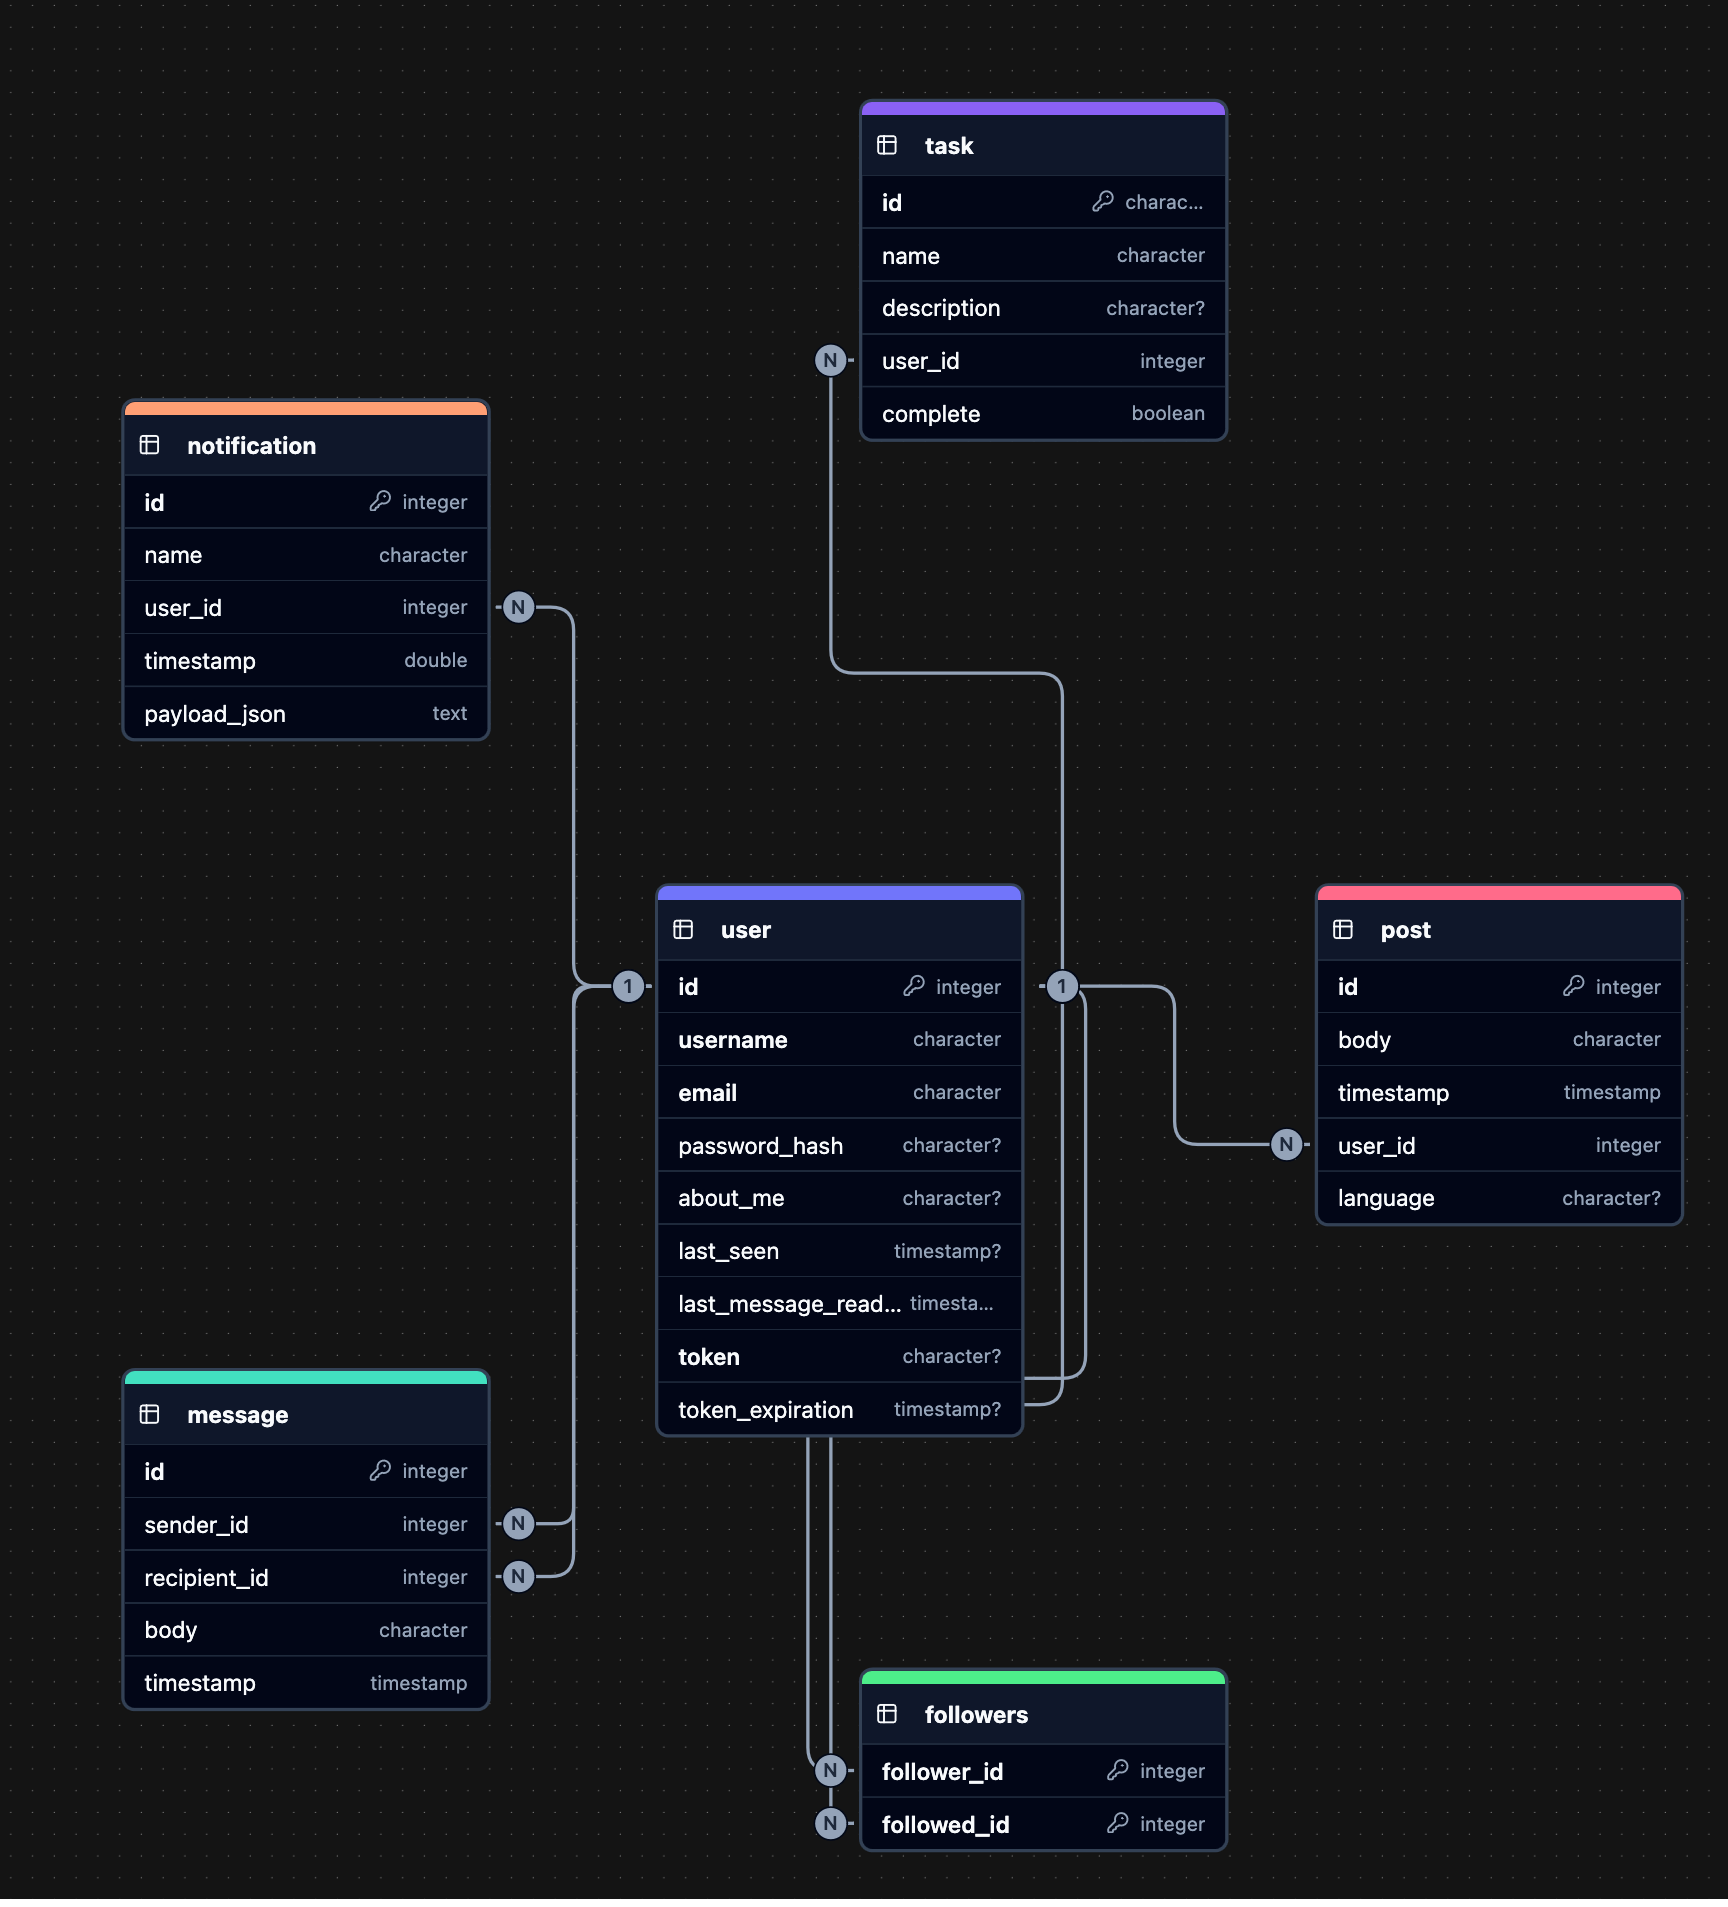 task
id charac...
name character
description character?
N user_id integer
complete boolean
notification
id integer
name character
user_id integer N
timestamp double
payload_json text
user
1 id integer 1
username character
email character
password_hash character?
about_me character?
last_seen timestamp?
last_message_read... timesta...
token character?
token_expiration timestamp?
post
id integer
body character
timestamp timestamp
N user_id integer
language character?
message
id integer
sender_id integer N
recipient_id integer N
body character
timestamp timestamp
followers
N follower_id integer
N followed_id integer